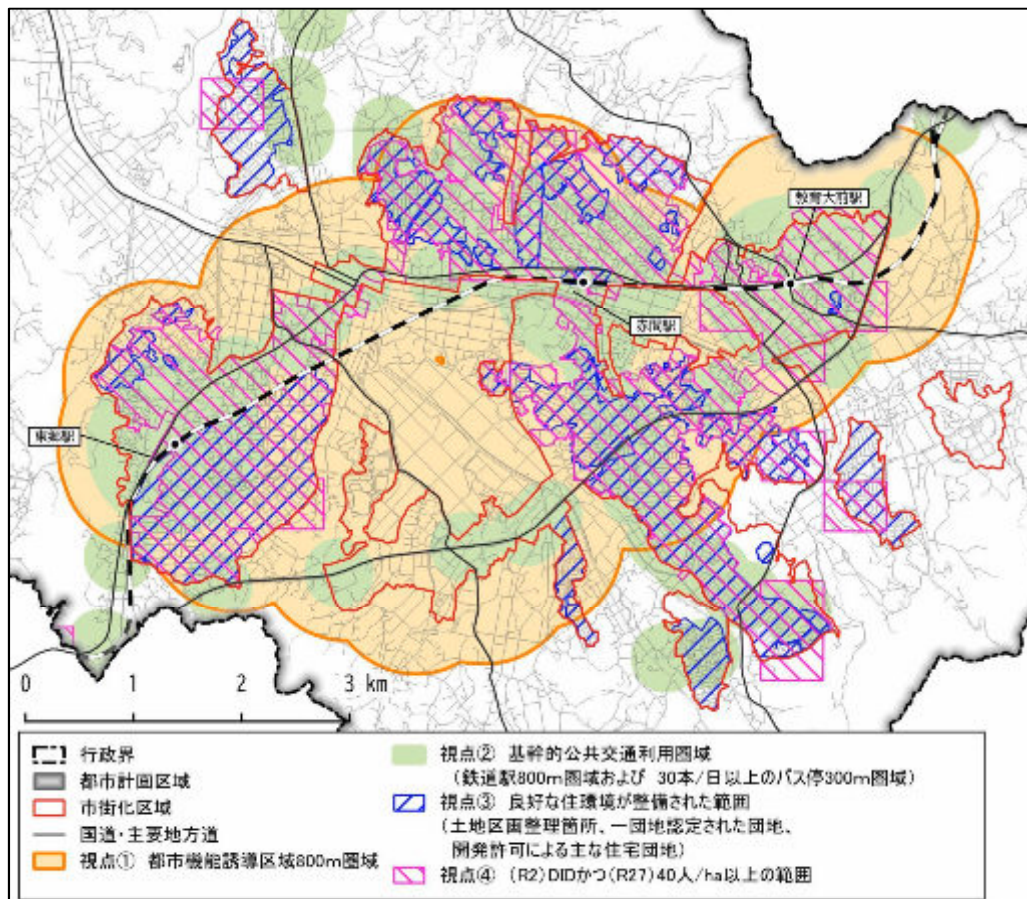 教育大前駅
赤間駅
東郷駅
0 1 2 3 km
行政界
都市計画区域
市街化区域
国道・主要地方道
視点① 都市機能誘導区域800m圏域
視点② 基幹的公共交通利用圏域
(鉄道駅800m圏域および 30本/日以上のバス停300m圏域)
視点③ 良好な住環境が整備された範囲
(土地区画整理箇所、一団地認定された団地、
開発許可による主な住宅団地)
視点④ (R2)DIDかつ(R27)40人/ha以上の範囲